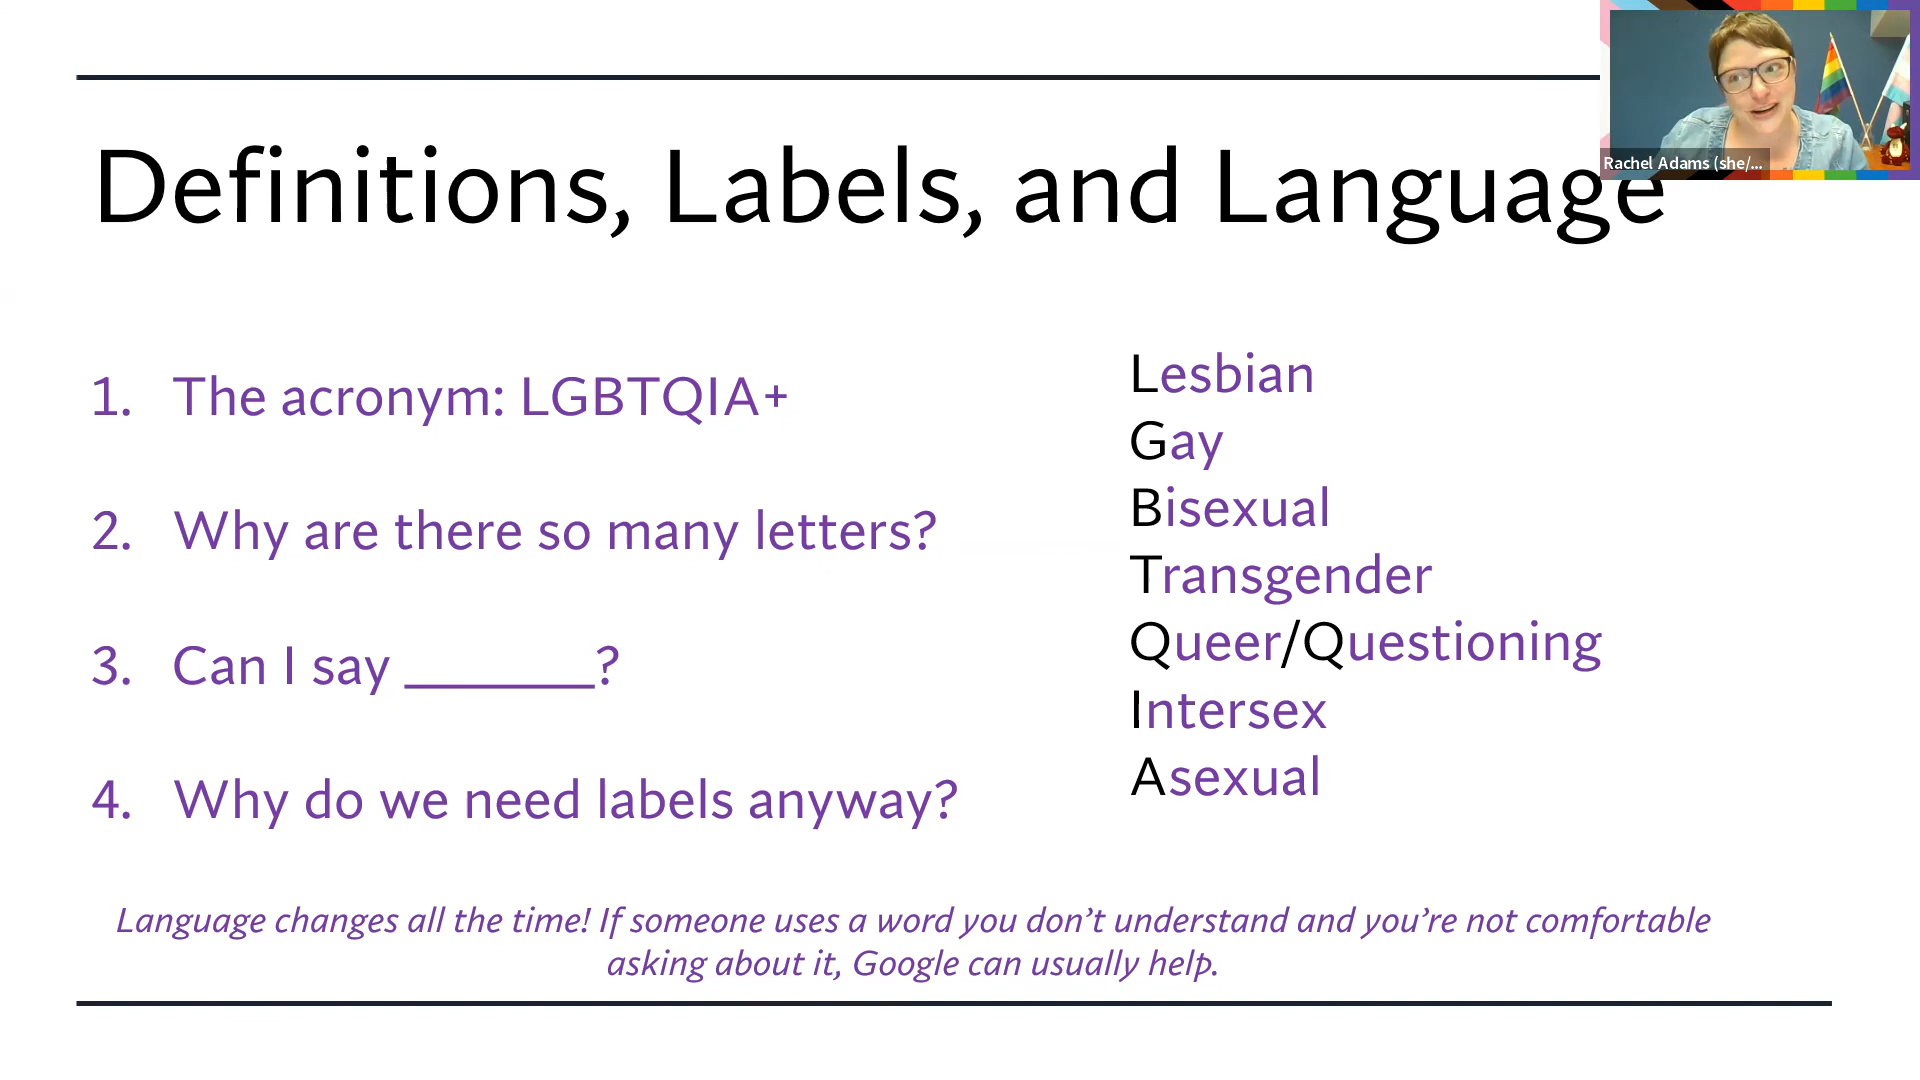 Definitions, Labels, and Language
Rachel Adams (she/...
1. The acronym: LGBTQIA+
2. Why are there so many letters?
3. Can I say _______?
4. Why do we need labels anyway?
Lesbian
Gay
Bisexual
Transgender
Queer/Questioning
Intersex
Asexual
Language changes all the time! If someone uses a word you don’t understand and you’re not comfortable
asking about it, Google can usually help.